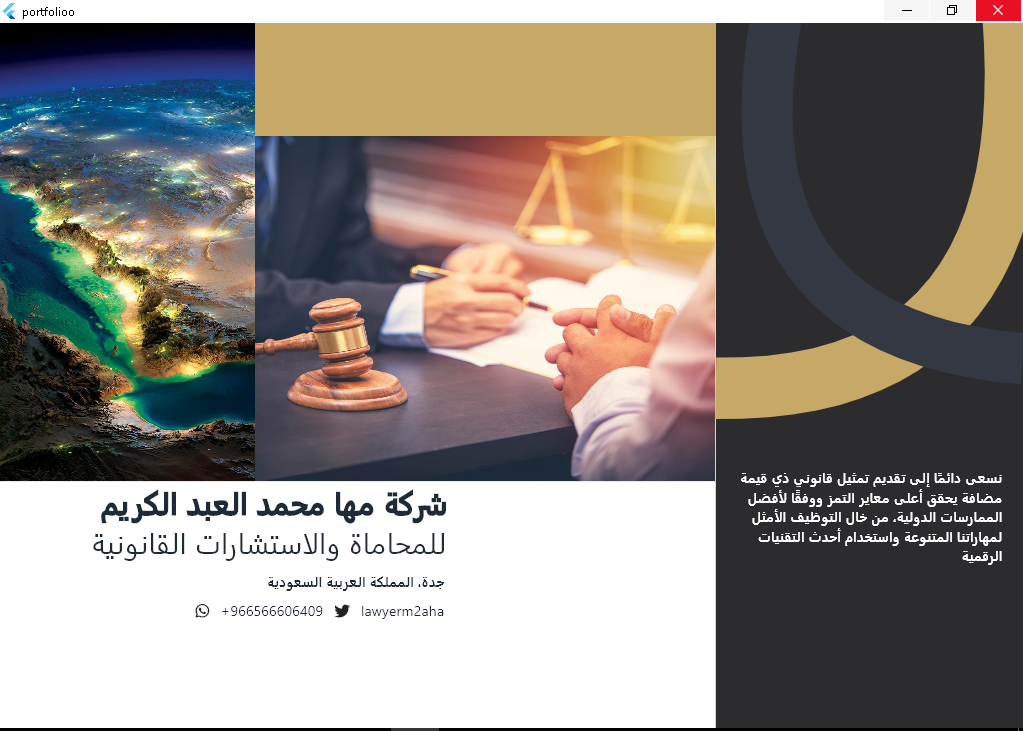 portfolioo
شركة مها محمد العبد الكريم
للمحاماة والاستشارات القانونية
جدة، المملكة العربية السعودية
+966566606409 lawyerm2aha
نسعى دائمًا إلى تقديم تمثيل قانوني ذي قيمة
مضافة يحقق أعلى معاير التمز ووفقًا لأفضل
الممارسات الدولية، من خال التوظيف الأمثل
لمهاراتنا المتنوعة واستخدام أحدث التقنيات
الرقمية